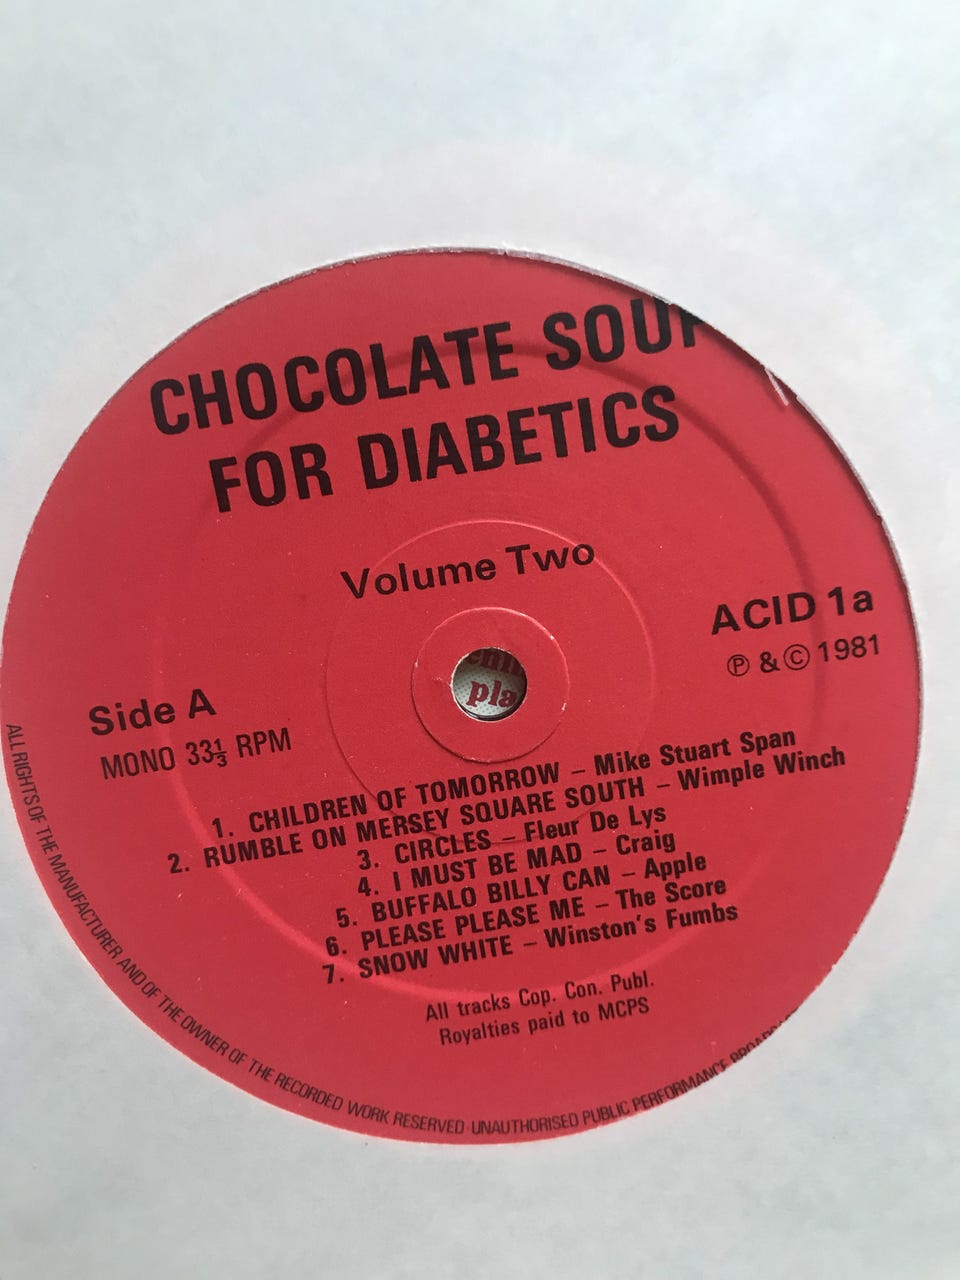 CHOCOLATE SOUP
FOR DIABETICS
Volume Two
ACID 1a
Ⓟ & © 1981
Side A
MONO 33⅓ RPM
pla
1. CHILDREN OF TOMORROW – Mike Stuart Span
2. RUMBLE ON MERSEY SQUARE SOUTH – Wimple Winch
3. CIRCLES – Fleur De Lys
4. I MUST BE MAD – Craig
5. BUFFALO BILLY CAN – Apple
6. PLEASE PLEASE ME – The Score
7. SNOW WHITE – Winston's Fumbs
All tracks Cop. Con. Publ.
Royalties paid to MCPS
ALL RIGHTS OF THE MANUFACTURER AND OF THE OWNER OF THE RECORDED WORK RESERVED · UNAUTHORISED PUBLIC PERFORMANCE